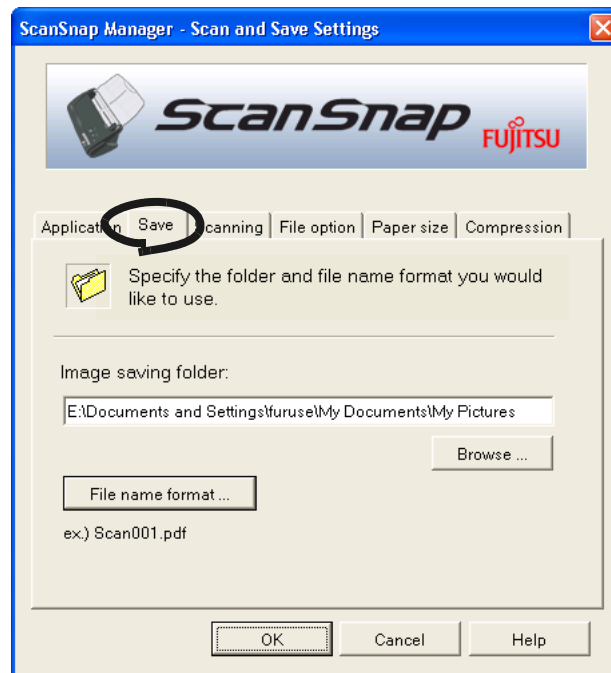 ScanSnap Manager - Scan and Save Settings
ScanSnap
FUJITSU
Application Save Scanning File option Paper size Compression
Specify the folder and file name format you would
like to use.
Image saving folder:
E:\Documents and Settings\furuse\My Documents\My Pictures
Browse ...
File name format ...
ex.) Scan001.pdf
OK Cancel Help